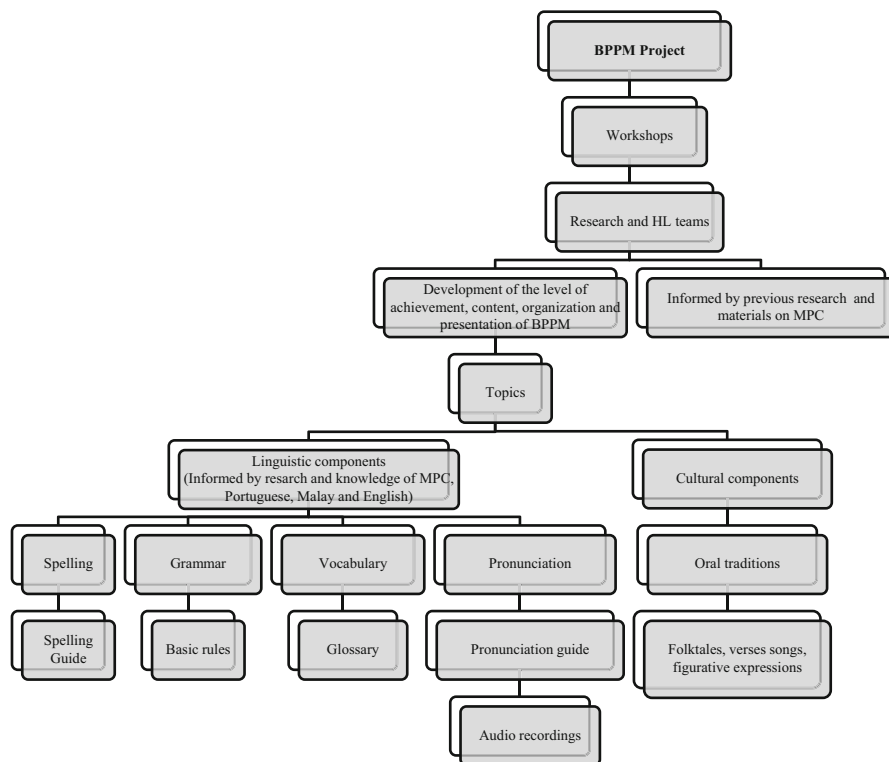 BPPM Project
Workshops
Research and HL teams
Development of the level of
achievement, content, organization and
presentation of BPPM
Informed by previous research and
materials on MPC
Topics
Linguistic components
(Informed by resarch and knowledge of MPC,
Portuguese, Malay and English)
Cultural components
Spelling
Grammar
Vocabulary
Pronunciation
Oral traditions
Spelling
Guide
Basic rules
Glossary
Pronunciation guide
Folktales, verses songs,
figurative expressions
Audio recordings